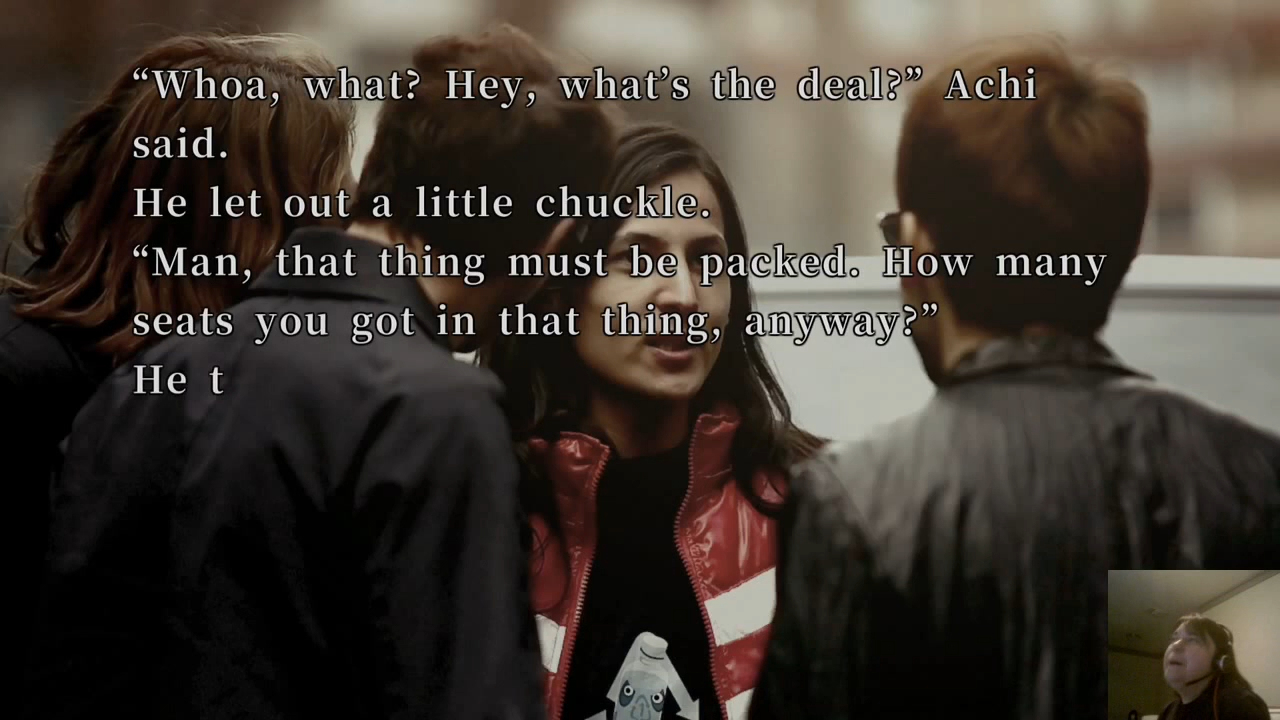 “Whoa, what? Hey, what’s the deal?” Achi
said.
He let out a little chuckle.
“Man, that thing must be packed. How many
seats you got in that thing, anyway?”
He t